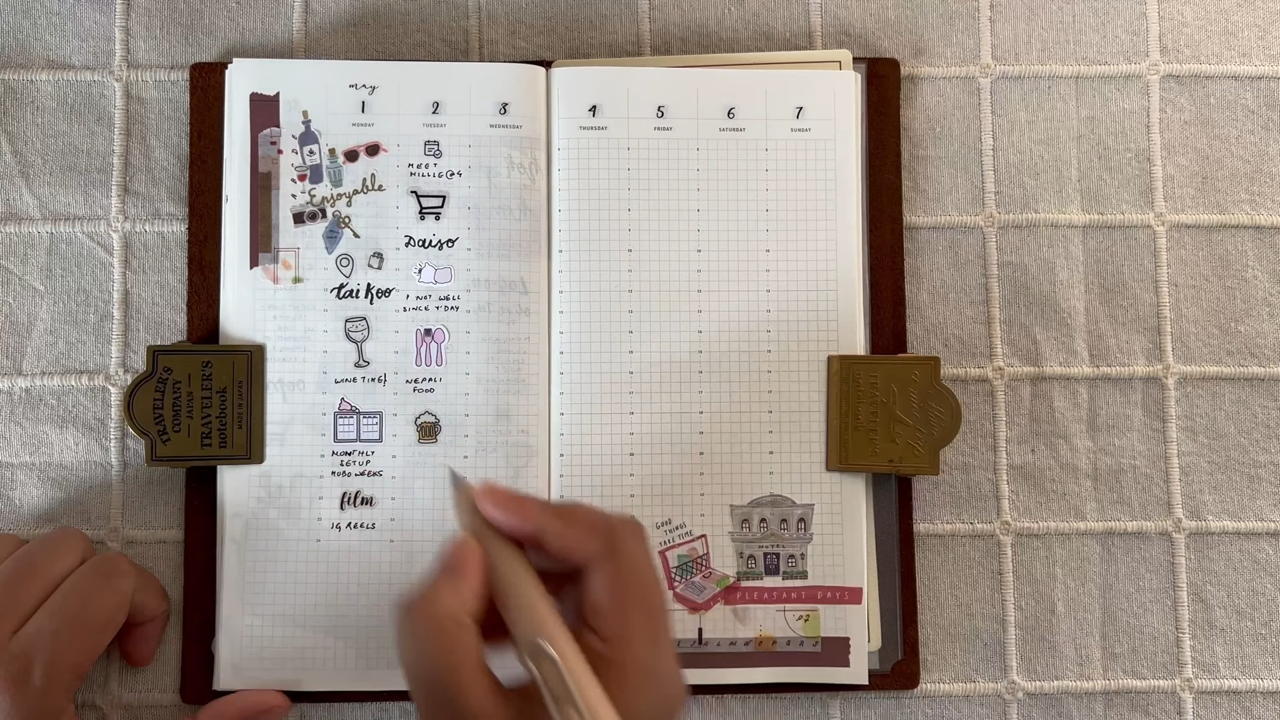 may
1
2
3
4
5
6
7
MONDAY
TUESDAY
WEDNESDAY
THURSDAY
FRIDAY
SATURDAY
SUNDAY
Enjoyable
Tai Koo
WINE TIME!
MONTHLY
SETUP
HOBO WEEKS
film
IG REELS
MEET
MILLIE@4
Daiso
I NOT WELL
SINCE Y'DAY
NEPALI
FOOD
GOOD
THINGS
TAKE TIME
HOTEL
PLEASANT DAYS
TRAVELER'S
COMPANY
JAPAN
TRAVELER'S
notebook
MADE IN JAPAN